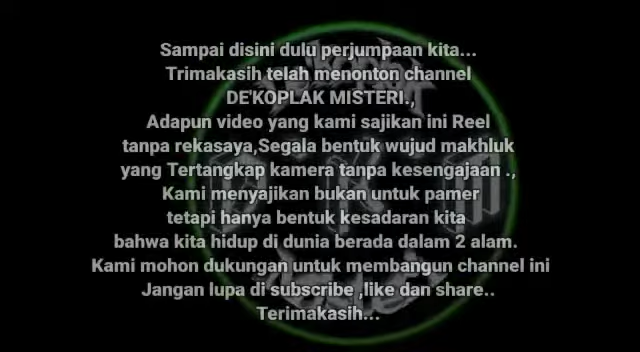 Sampai disini dulu perjumpaan kita...
Trimakasih telah menonton channel
DE'KOPLAK MISTERI.,
Adapun video yang kami sajikan ini Reel
tanpa rekasaya,Segala bentuk wujud makhluk
yang Tertangkap kamera tanpa kesengajaan .,
Kami menyajikan bukan untuk pamer
tetapi hanya bentuk kesadaran kita
bahwa kita hidup di dunia berada dalam 2 alam.
Kami mohon dukungan untuk membangun channel ini
Jangan lupa di subscribe ,like dan share..
Terimakasih...